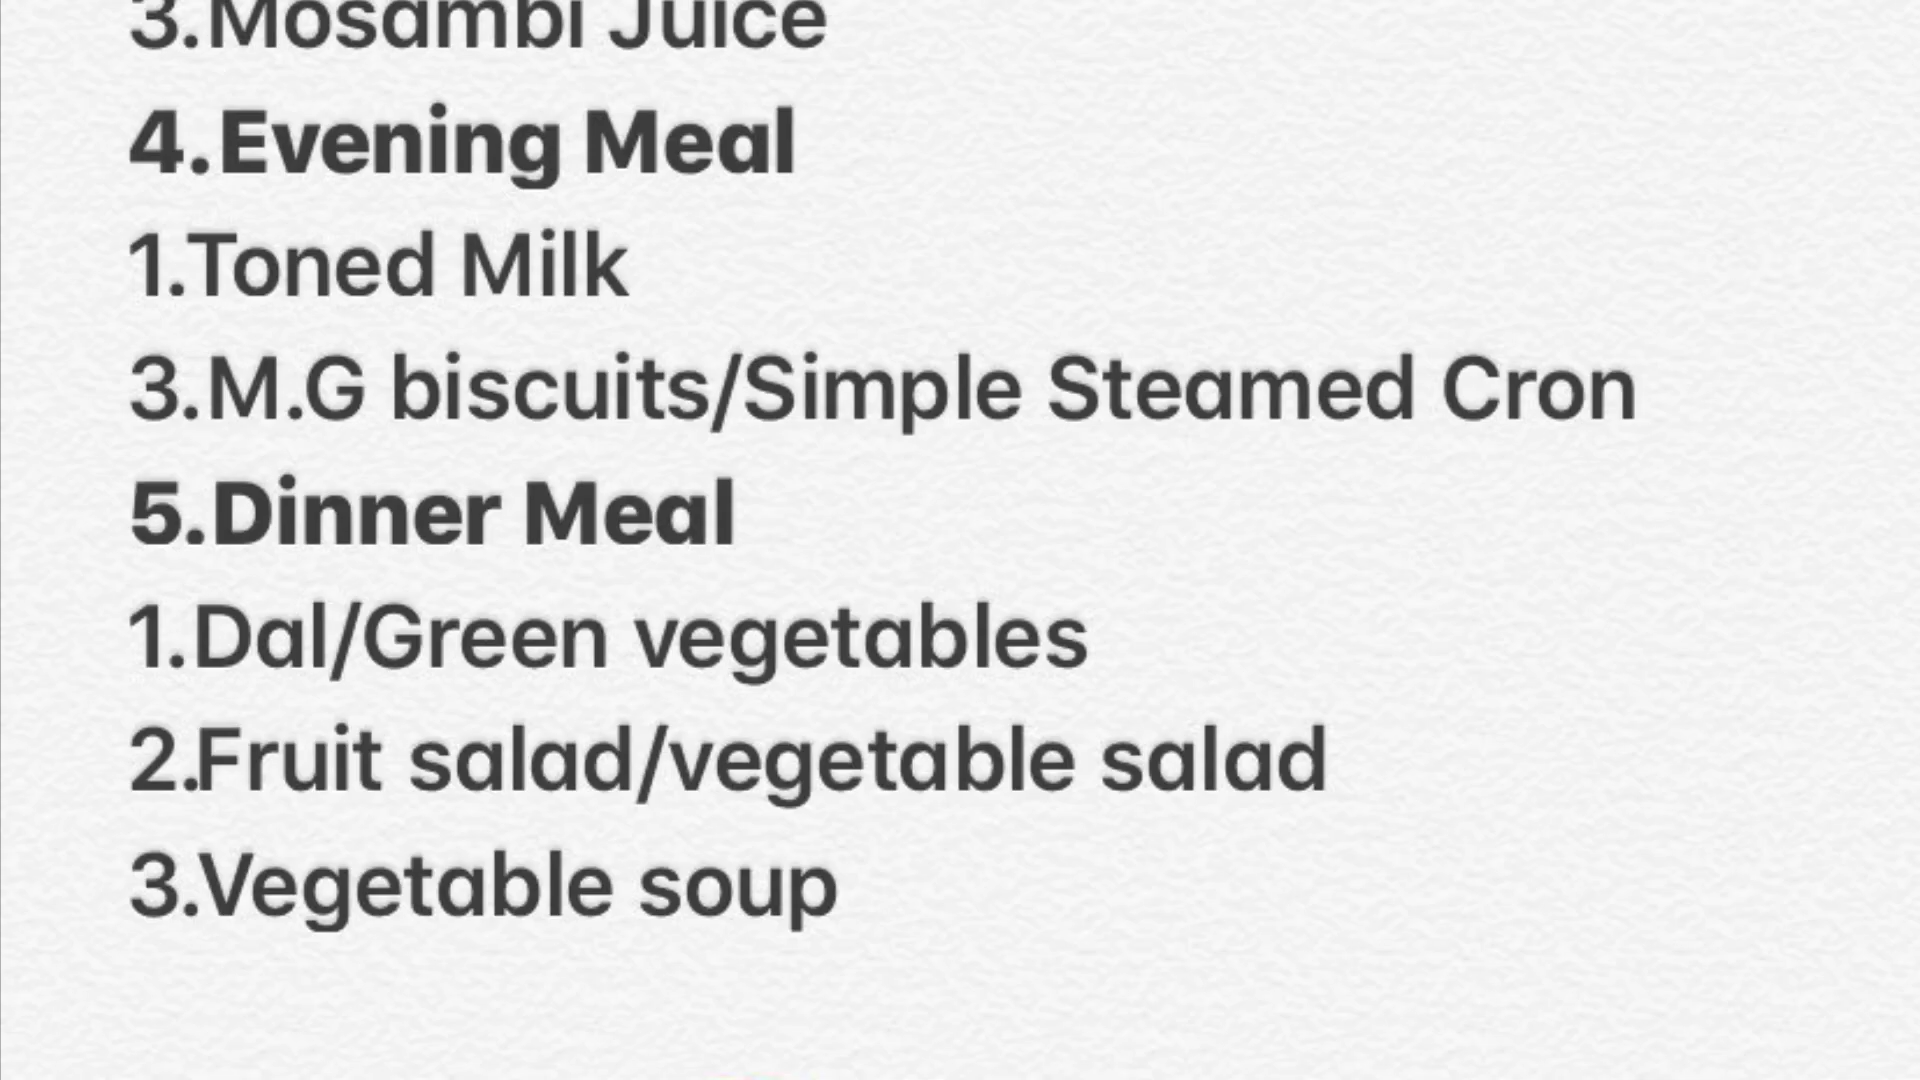 3.Mosambi Juice
4.Evening Meal
1.Toned Milk
3.M.G biscuits/Simple Steamed Cron
5.Dinner Meal
1.Dal/Green vegetables
2.Fruit salad/vegetable salad
3.Vegetable soup